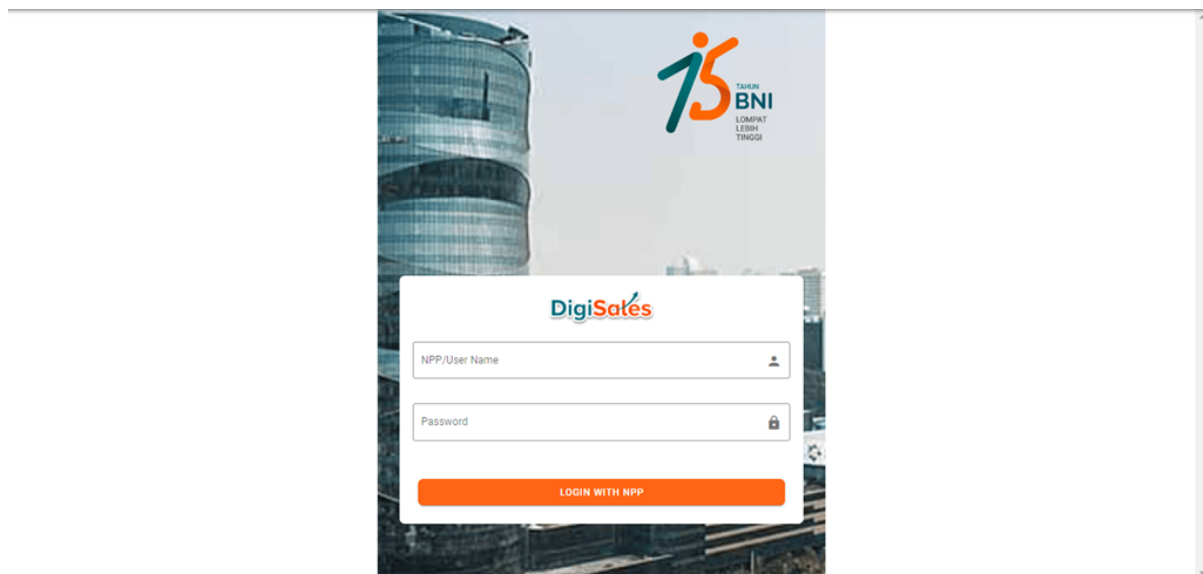 75
TAHUN
BNI
LOMPAT
LEBIH
TINGGI
DigiSales
NPP/User Name
Password
LOGIN WITH NPP